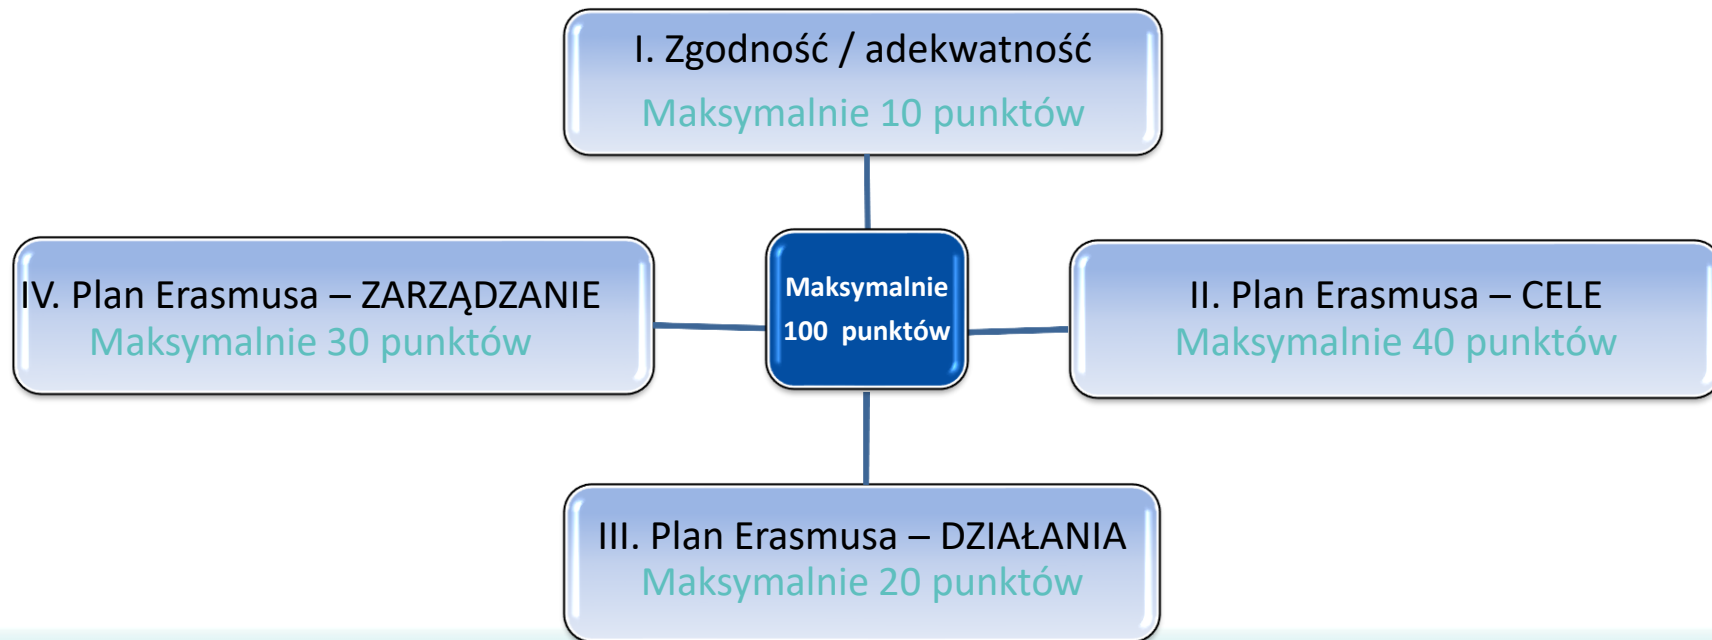 I. Zgodność / adekwatność
Maksymalnie 10 punktów
IV. Plan Erasmusa – ZARZĄDZANIE
Maksymalnie 30 punktów
Maksymalnie
100 punktów
II. Plan Erasmusa – CELE
Maksymalnie 40 punktów
III. Plan Erasmusa – DZIAŁANIA
Maksymalnie 20 punktów